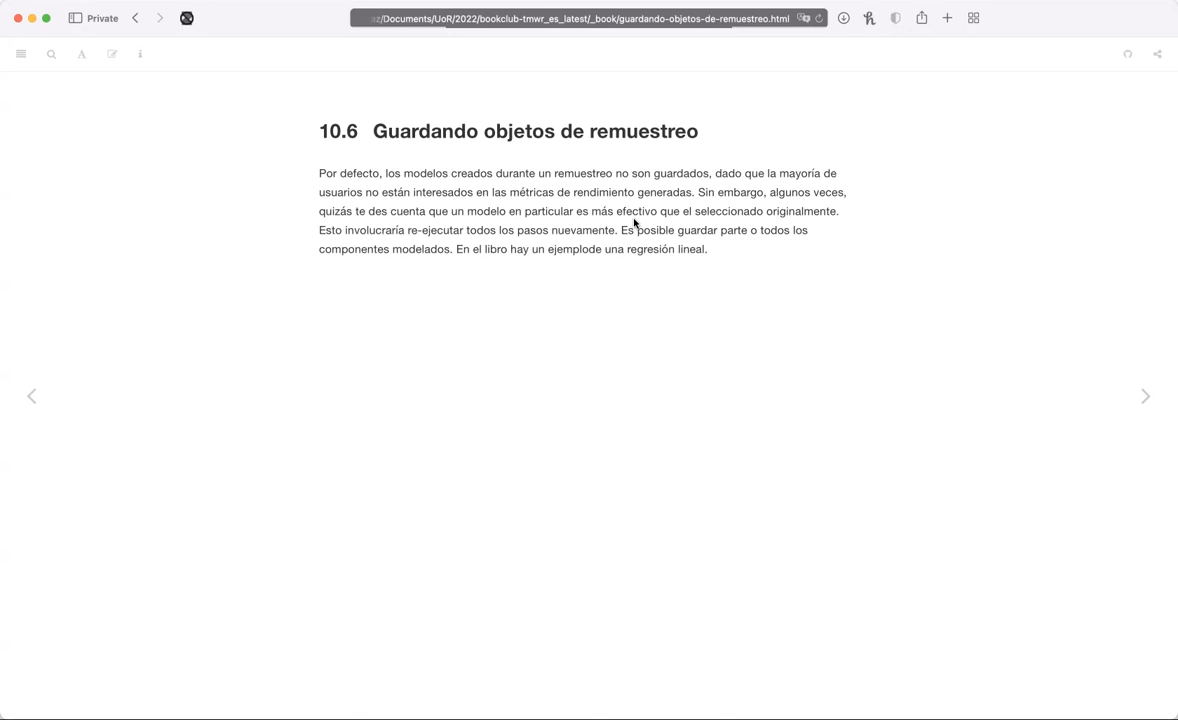 Private
az/Documents/UoR/2022/bookclub-tmwr_es_latest/_book/guardando-objetos-de-remuestreo.html
10.6 Guardando objetos de remuestreo
Por defecto, los modelos creados durante un remuestreo no son guardados, dado que la mayoría de
usuarios no están interesados en las métricas de rendimiento generadas. Sin embargo, algunos veces,
quizás te des cuenta que un modelo en particular es más efectivo que el seleccionado originalmente.
Esto involucraría re-ejecutar todos los pasos nuevamente. Es posible guardar parte o todos los
componentes modelados. En el libro hay un ejemplode una regresión lineal.